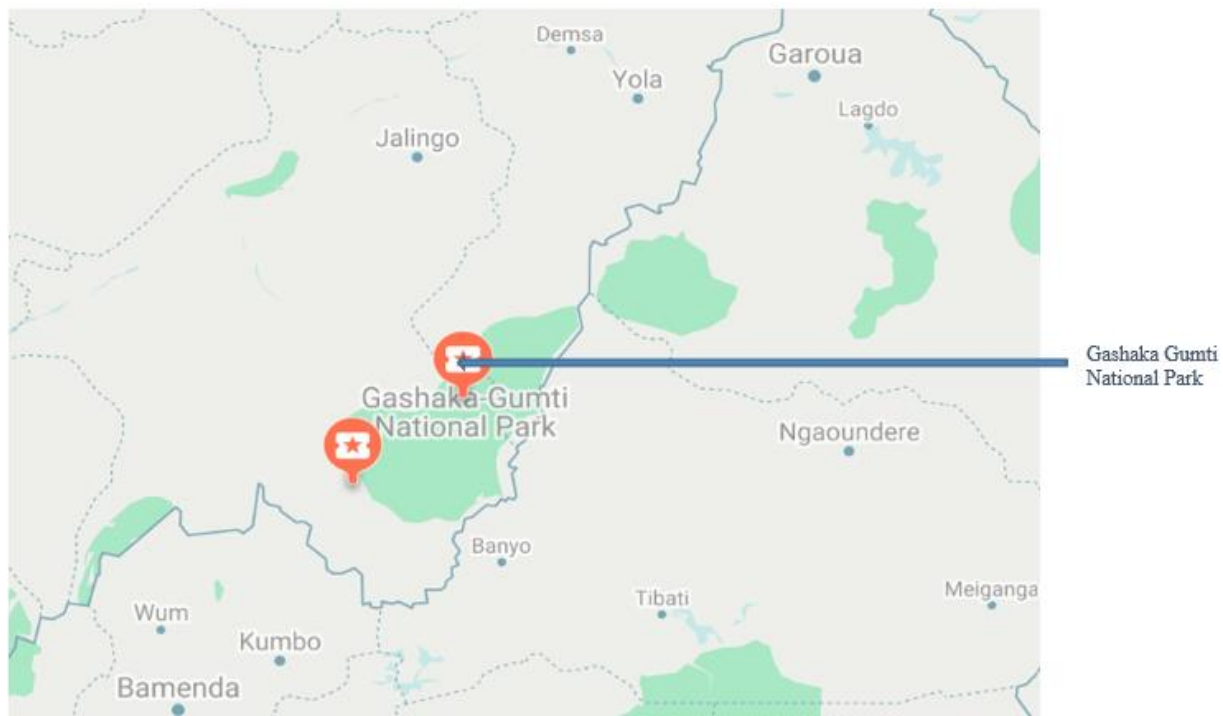 Demsa
Garoua
Yola
Lagdo
Jalingo
Gashaka Gumti
National Park
Gashaka-Gumti
National Park
Ngaoundere
Banyo
Tibati
Meiganga
Wum
Kumbo
Bamenda